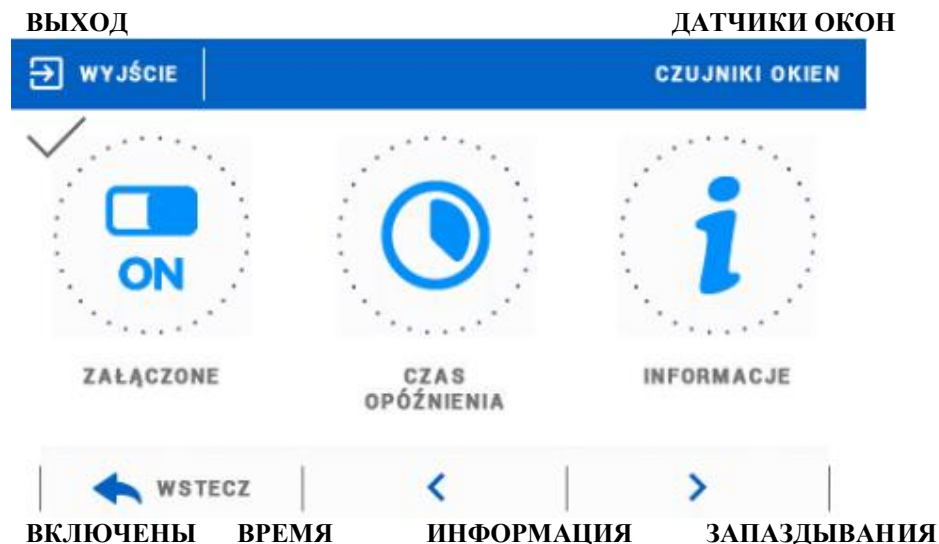 ВЫХОД ДАТЧИКИ ОКОН
WYJŚCIE CZUJNIKI OKIEN
ON
ZAŁĄCZONE CZAS OPÓŹNIENIA INFORMACJE
WSTECZ
ВКЛЮЧЕНЫ ВРЕМЯ ИНФОРМАЦИЯ ЗАПАЗДЫВАНИЯ